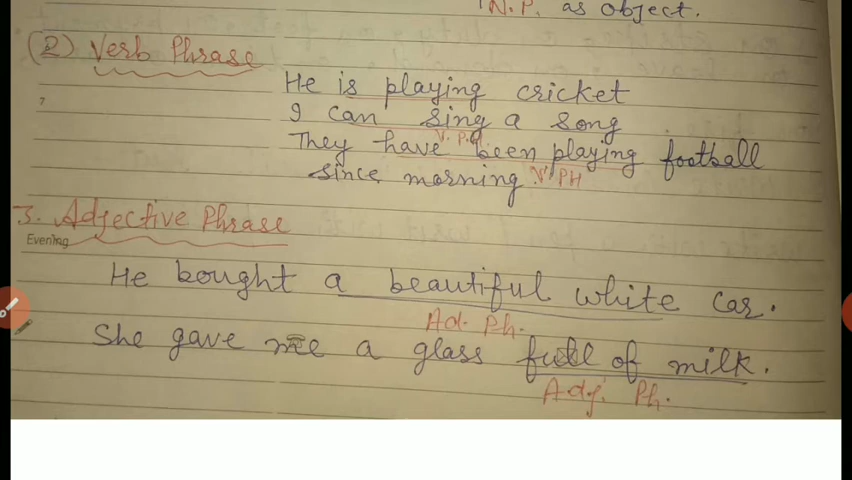 N.P. as object.
(2) Verb Phrase
He is playing cricket
I can sing a song
V. PH
They have been playing football
since morning. V. PH
3. Adjective Phrase
Evening
He bought a beautiful white car.
Ad. Ph.
She gave me a glass full of milk.
Adj. Ph.